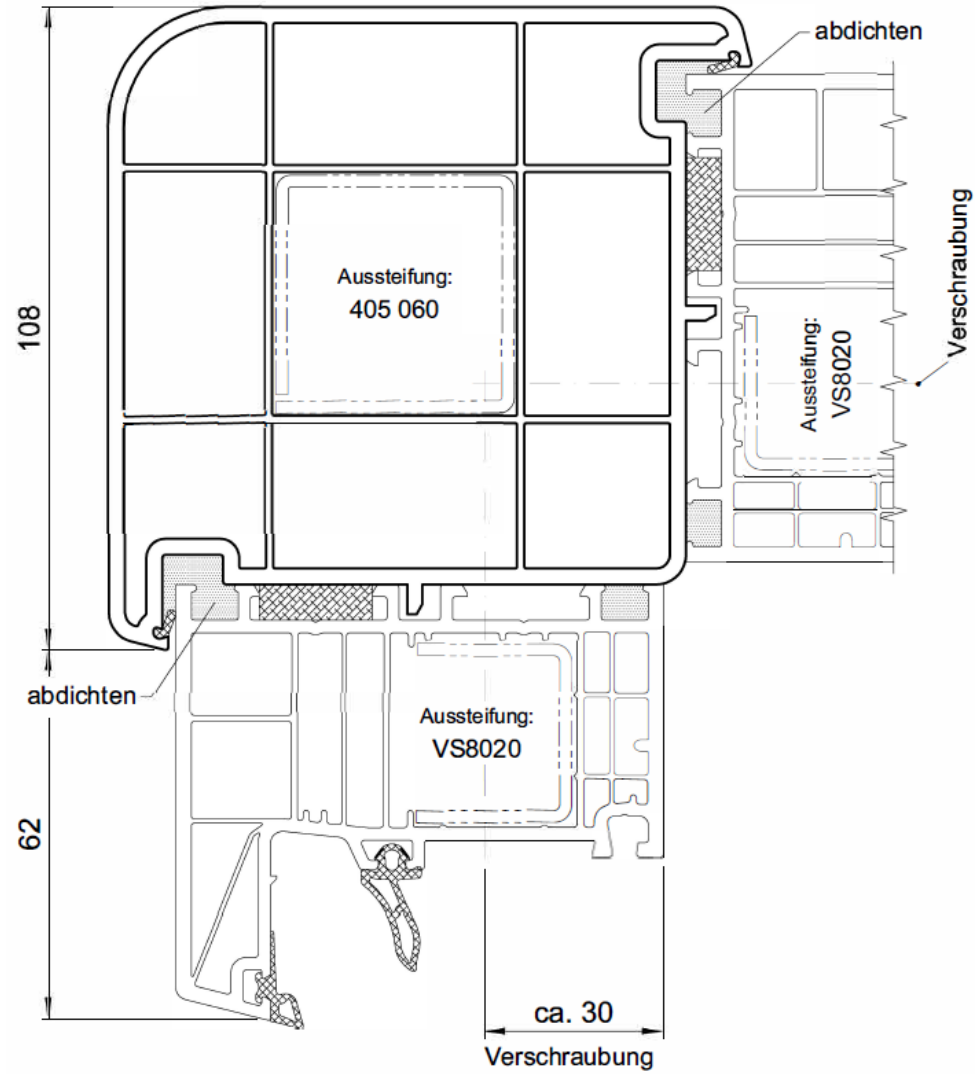 abdichten
Aussteifung:
405 060
108
Verschraubung
Aussteifung:
VS8020
abdichten
Aussteifung:
VS8020
62
ca. 30
Verschraubung